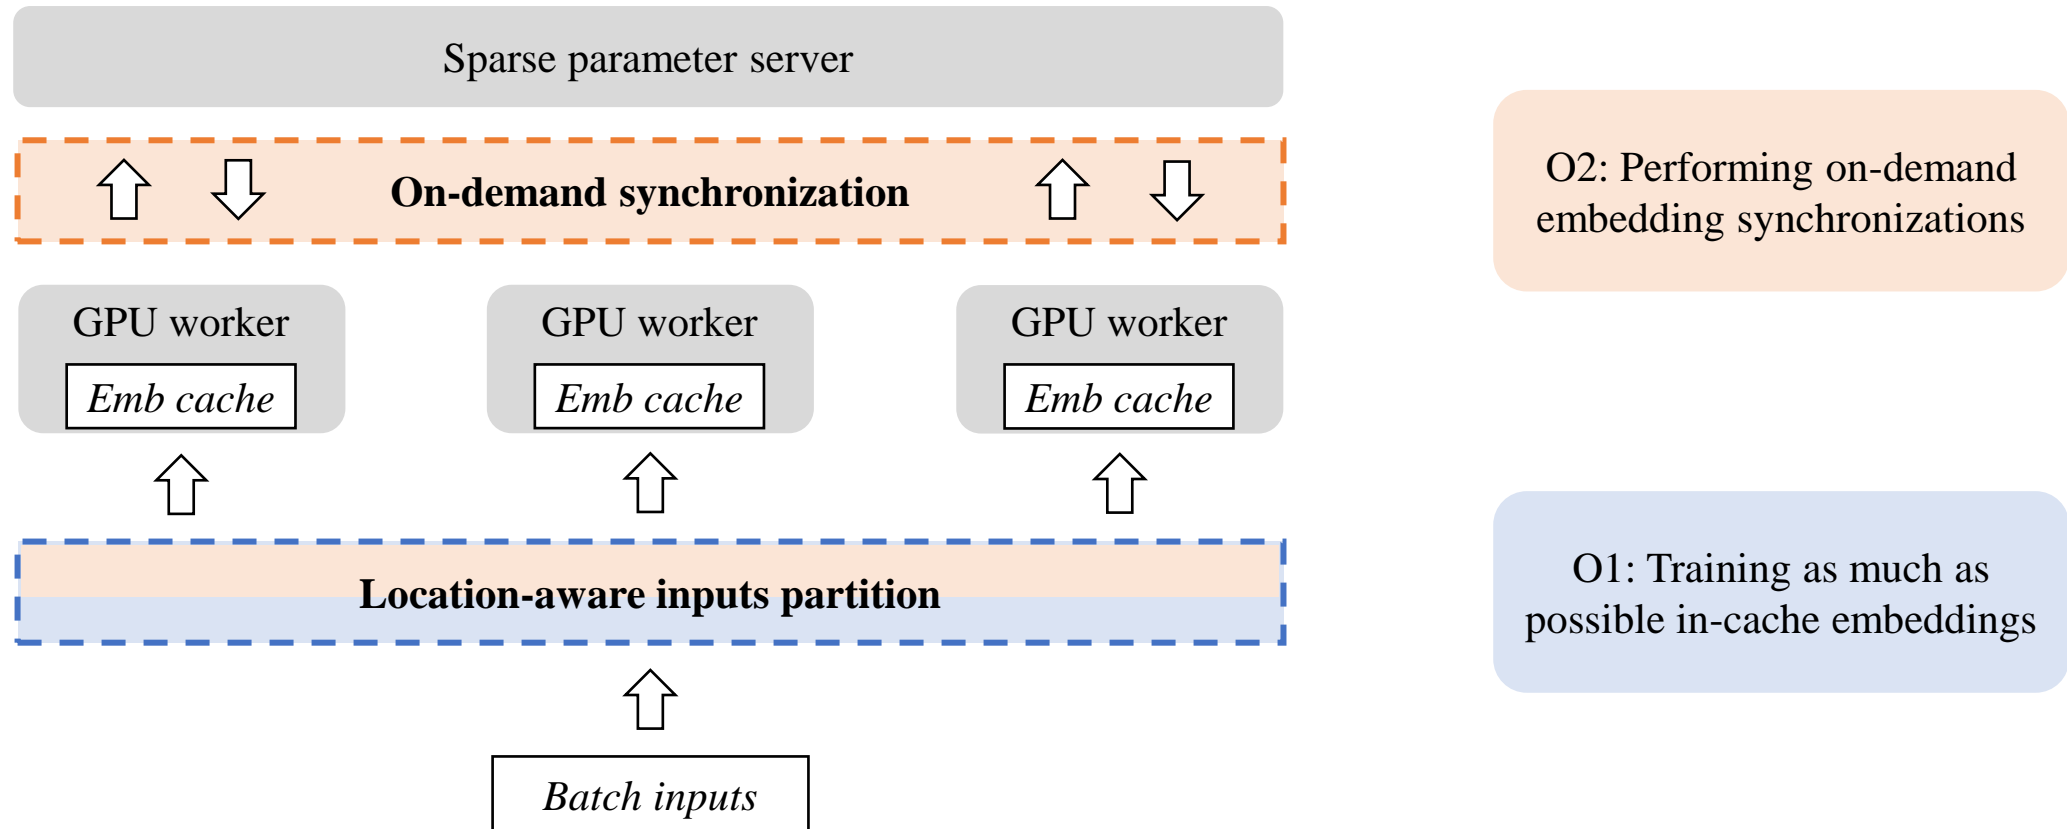 Sparse parameter server
On-demand synchronization
GPU worker
Emb cache
GPU worker
Emb cache
GPU worker
Emb cache
Location-aware inputs partition
Batch inputs
O2: Performing on-demand
embedding synchronizations
O1: Training as much as
possible in-cache embeddings